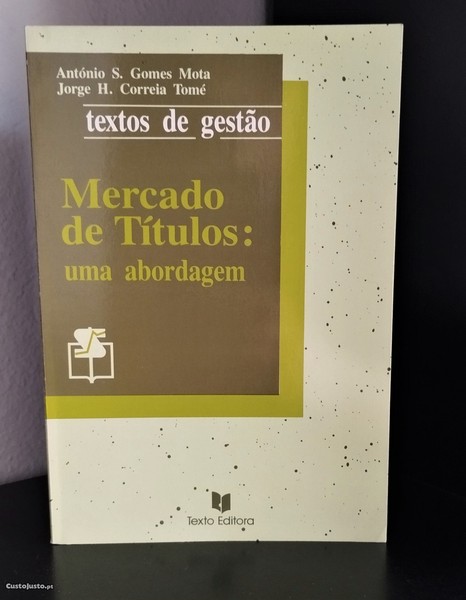 António S. Gomes Mota
Jorge H. Correia Tomé
textos de gestão
Mercado
de Títulos:
uma abordagem
Texto Editora
CustoJusto.pt